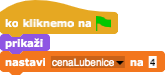 ko kliknemo na
prikaži
nastavi cenaLubenice na 4